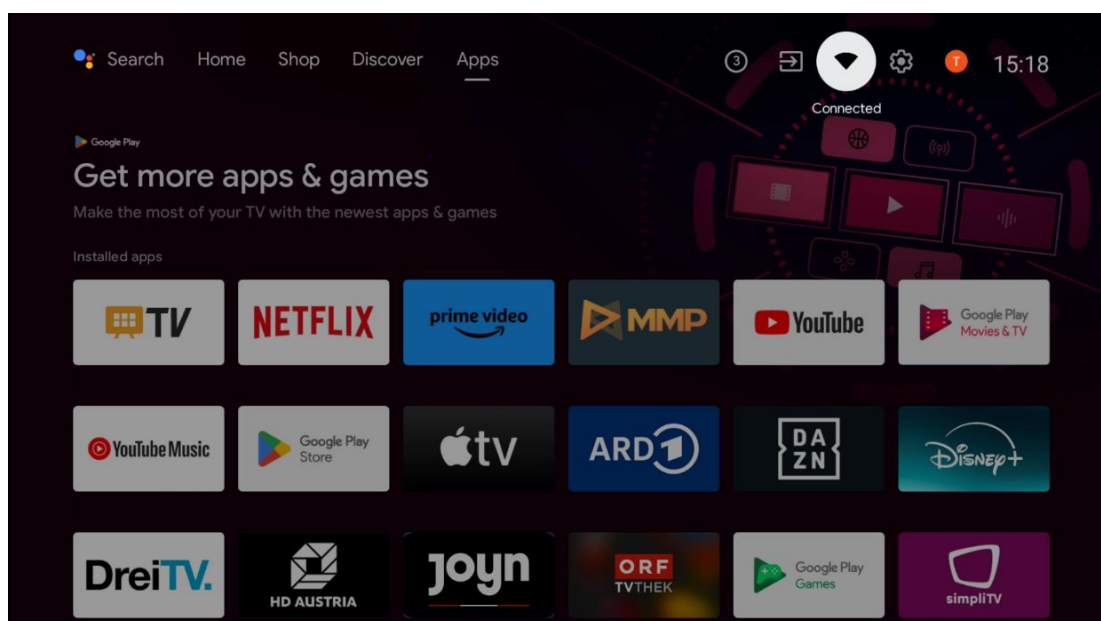 Search Home Shop Discover Apps 3 T 15:18
Connected
Google Play
Get more apps & games
Make the most of your TV with the newest apps & games
Installed apps
TV
NETFLIX
prime video
MMP
YouTube
Google Play
Movies & TV
YouTube Music
Google Play
Store
tv
ARD 1
DA
ZN
Disney+
DreiTV.
HD AUSTRIA
joyn
ORF
TVTHEK
Google Play
Games
simpliTV